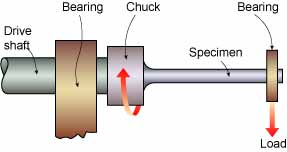 Bearing
Chuck
Bearing
Drive
shaft
Specimen
Load